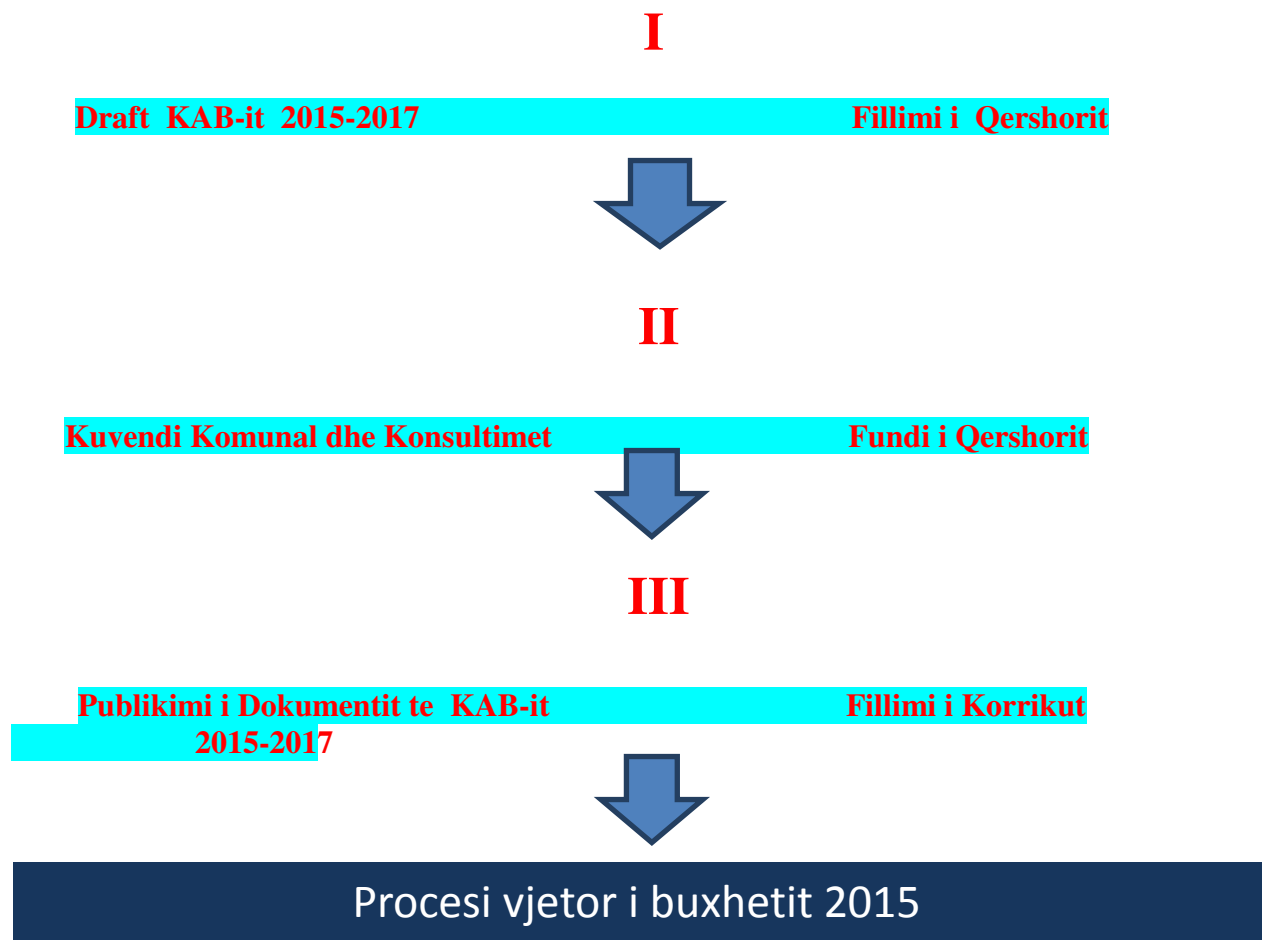 I
Draft KAB-it 2015-2017 Fillimi i Qershorit
II
Kuvendi Komunal dhe Konsultimet Fundi i Qershorit
III
Publikimi i Dokumentit te KAB-it Fillimi i Korrikut
2015-2017
Procesi vjetor i buxhetit 2015